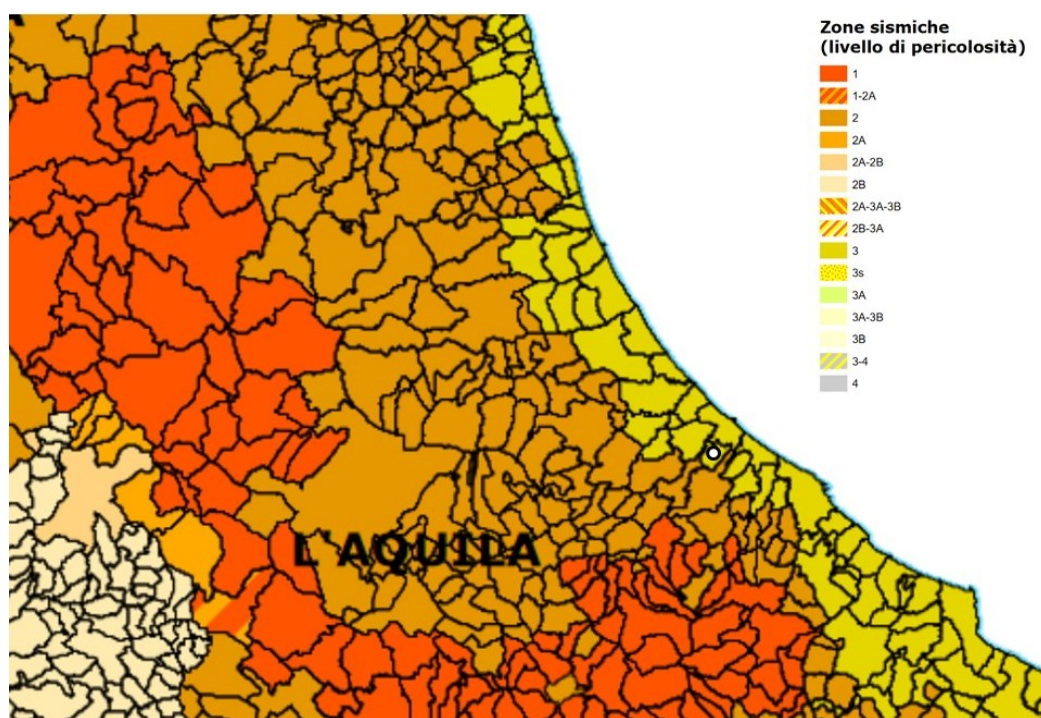 Zone sismiche
(livello di pericolosità)
1
1-2A
2
2A
2A-2B
2B
2A-3A-3B
2B-3A
3
3s
3A
3A-3B
3B
3-4
4
L'AQUILA